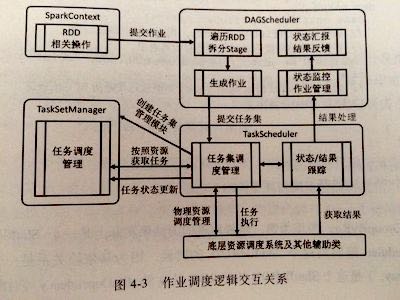 SparkContext
RDD
相关操作
提交作业
DAGScheduler
遍历RDD
拆分Stage
状态汇报
结果反馈
生成作业
状态监控
作业管理
创建任务集
管理模块
提交任务集
结果处理
TaskSetManager
TaskScheduler
任务调度
管理
按照资源
获取任务
任务状态更新
任务集调
度管理
状态/结果
跟踪
物理资源
调度管理
任务
执行
获取结果
底层资源调度系统及其他辅助类
图 4-3 作业调度逻辑交互关系